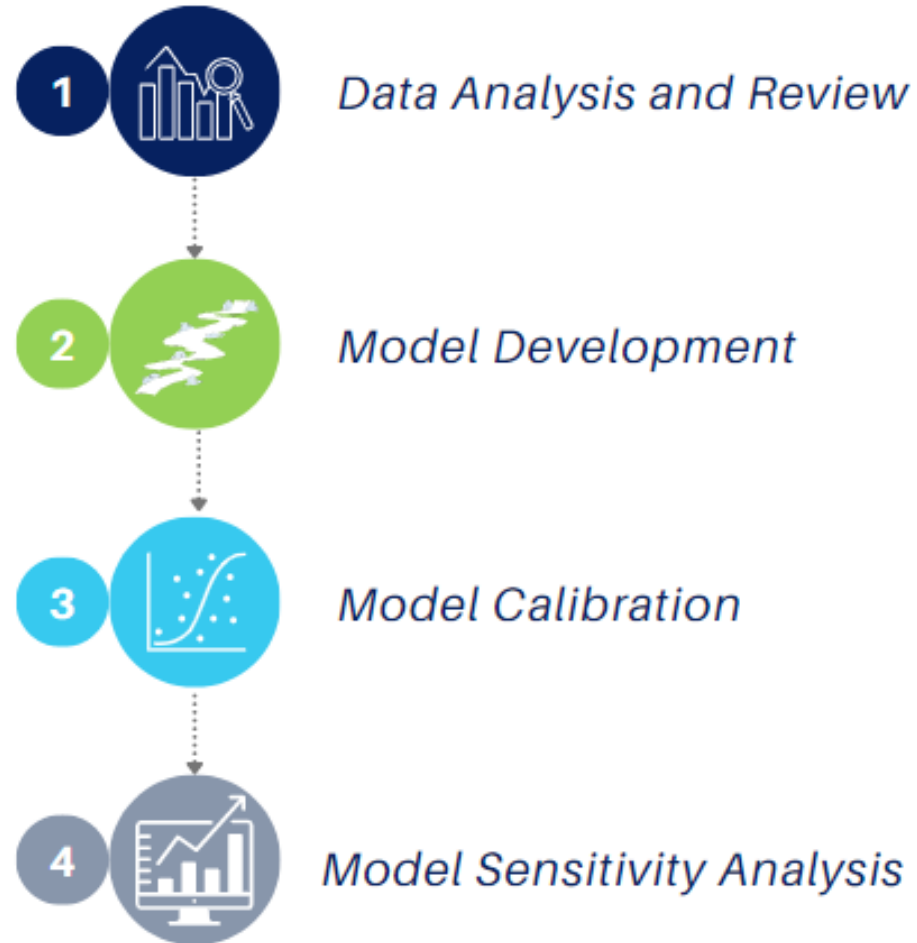 1 Data Analysis and Review
2 Model Development
3 Model Calibration
4 Model Sensitivity Analysis